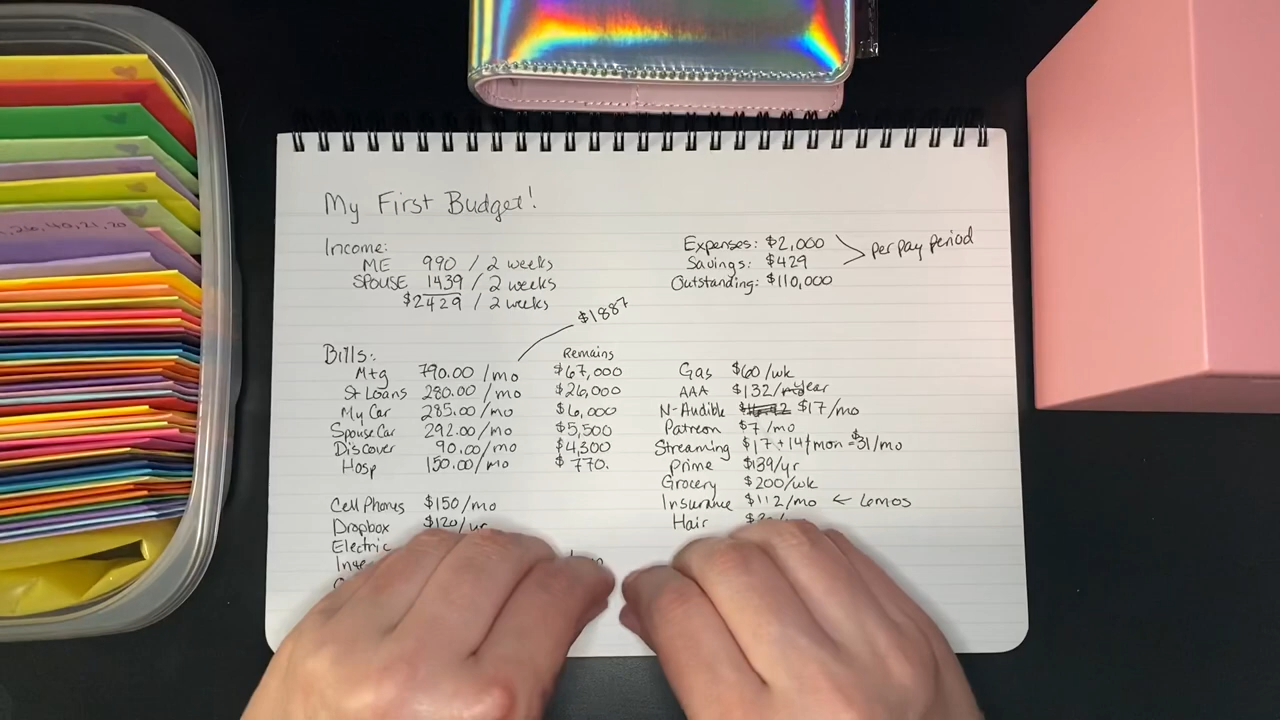 My First Budget!
Income:
ME 990 / 2 weeks
SPOUSE 1439 / 2 weeks
$2429 / 2 weeks
Expenses: $2,000
Savings: $429
Outstanding: $110,000
per pay period
$1887
Bills:
Remains
Mtg 790.00 /mo $67,000
St Loans 280.00 /mo $26,000
My Car 285.00/mo $6,000
Spouse Car 292.00/mo $5,500
Discover 90.00/mo $4,300
Hosp 150.00/mo $770.
Cell Phones $150/mo
Dropbox $120/yr
Electric
Gas $60/wk
AAA $132/year
N-Audible $17/mo
Patreon $7/mo
Streaming $17+14/mon = $31/mo
Prime $139/yr
Grocery $200/wk
Insurance $112/mo ← 6mos
Hair